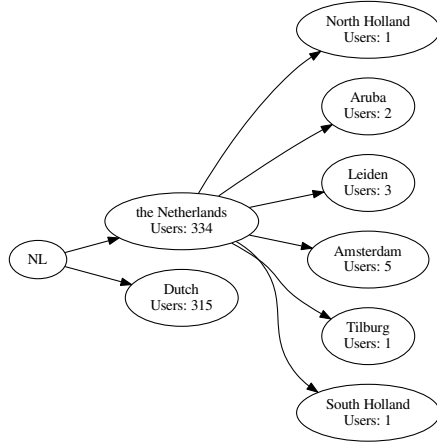 North Holland
Users: 1
Aruba
Users: 2
Leiden
Users: 3
the Netherlands
Users: 334
Amsterdam
Users: 5
NL
Dutch
Users: 315
Tilburg
Users: 1
South Holland
Users: 1